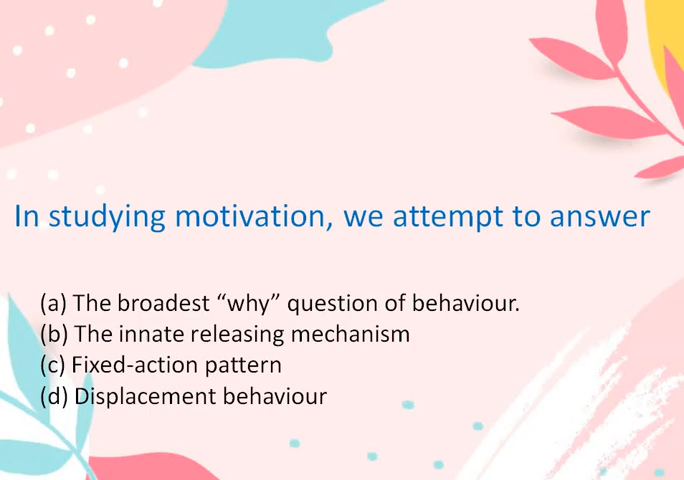 In studying motivation, we attempt to answer
(a) The broadest “why” question of behaviour.
(b) The innate releasing mechanism
(c) Fixed-action pattern
(d) Displacement behaviour